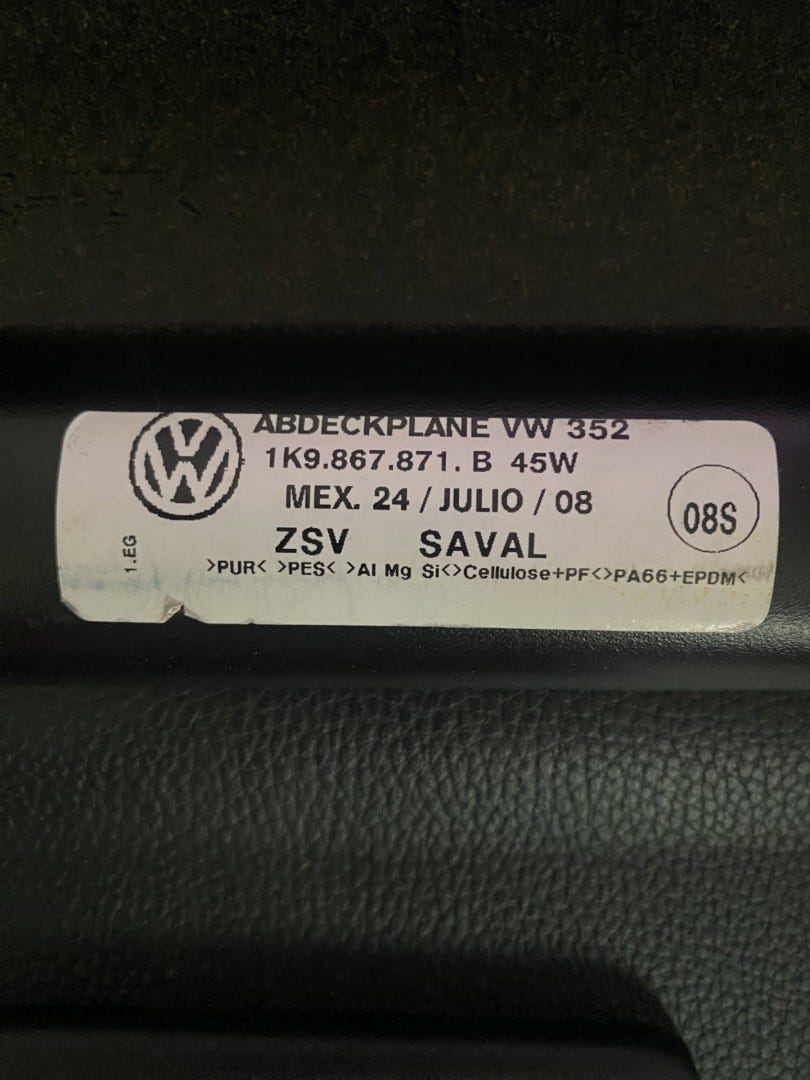 ABDECKPLANE VW 352
1K9.867.871. B 45W
MEX. 24 / JULIO / 08
08S
ZSV SAVAL
1.EG
>PUR< >PES< >Al Mg Si<>Cellulose+PF<>PA66+EPDM<